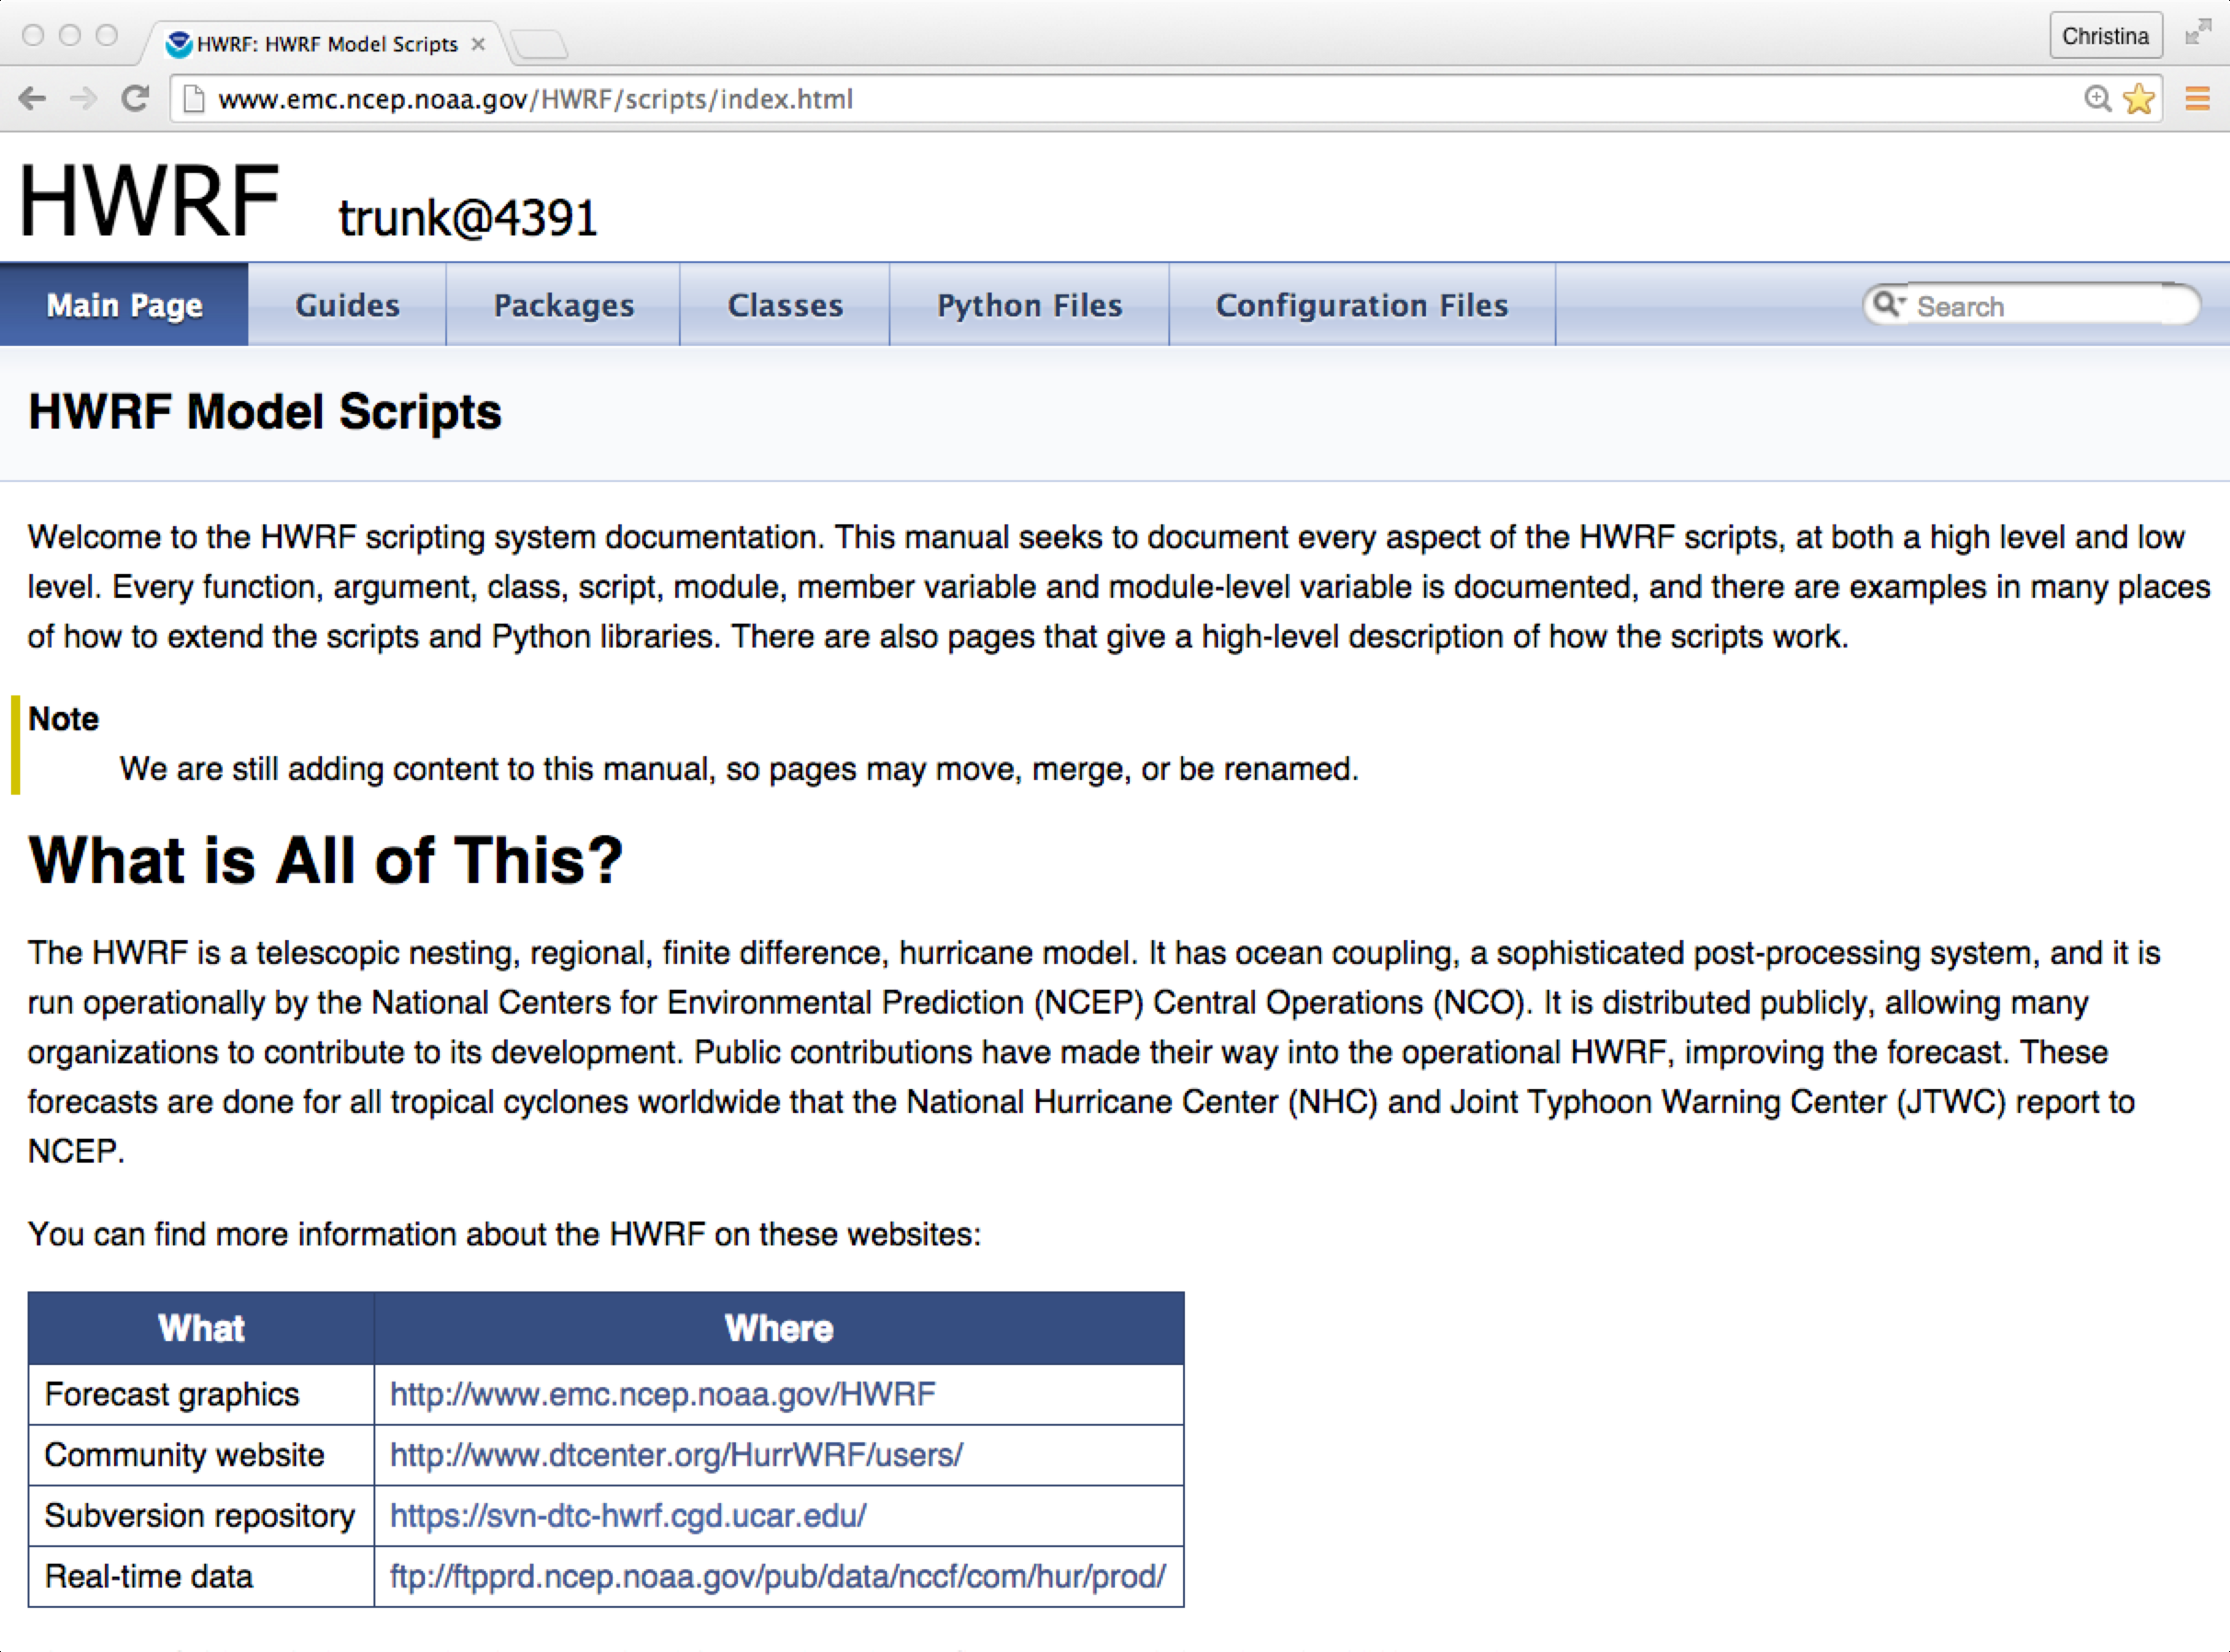 HWRF: HWRF Model Scripts
Christina
www.emc.ncep.noaa.gov/HWRF/scripts/index.html
HWRF trunk@4391
Main Page Guides Packages Classes Python Files Configuration Files Search
HWRF Model Scripts
Welcome to the HWRF scripting system documentation. This manual seeks to document every aspect of the HWRF scripts, at both a high level and low
level. Every function, argument, class, script, module, member variable and module-level variable is documented, and there are examples in many places
of how to extend the scripts and Python libraries. There are also pages that give a high-level description of how the scripts work.
Note
We are still adding content to this manual, so pages may move, merge, or be renamed.
What is All of This?
The HWRF is a telescopic nesting, regional, finite difference, hurricane model. It has ocean coupling, a sophisticated post-processing system, and it is
run operationally by the National Centers for Environmental Prediction (NCEP) Central Operations (NCO). It is distributed publicly, allowing many
organizations to contribute to its development. Public contributions have made their way into the operational HWRF, improving the forecast. These
forecasts are done for all tropical cyclones worldwide that the National Hurricane Center (NHC) and Joint Typhoon Warning Center (JTWC) report to
NCEP.
You can find more information about the HWRF on these websites:
What Where
Forecast graphics http://www.emc.ncep.noaa.gov/HWRF
Community website http://www.dtcenter.org/HurrWRF/users/
Subversion repository https://svn-dtc-hwrf.cgd.ucar.edu/
Real-time data ftp://ftpprd.ncep.noaa.gov/pub/data/nccf/com/hur/prod/